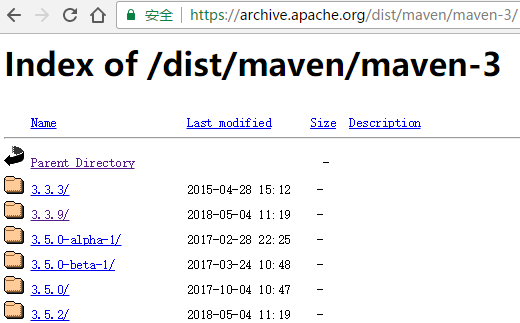 安全 https://archive.apache.org/dist/maven/maven-3/
Index of /dist/maven/maven-3
Name Last modified Size Description
Parent Directory -
3.3.3/ 2015-04-28 15:12 -
3.3.9/ 2018-05-04 11:19 -
3.5.0-alpha-1/ 2017-02-28 22:25 -
3.5.0-beta-1/ 2017-03-24 10:48 -
3.5.0/ 2017-10-04 10:47 -
3.5.2/ 2018-05-04 11:19 -